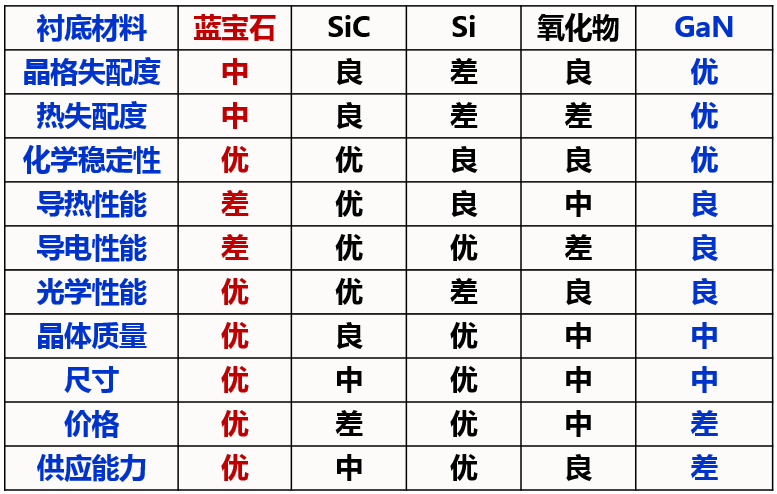 衬底材料 蓝宝石 SiC Si 氧化物 GaN
晶格失配度 中 良 差 良 优
热失配度 中 良 差 差 优
化学稳定性 优 优 良 良 优
导热性能 差 优 良 中 良
导电性能 差 优 优 差 良
光学性能 优 优 差 良 良
晶体质量 优 良 优 中 中
尺寸 优 中 优 中 中
价格 优 差 优 中 差
供应能力 优 中 优 良 差